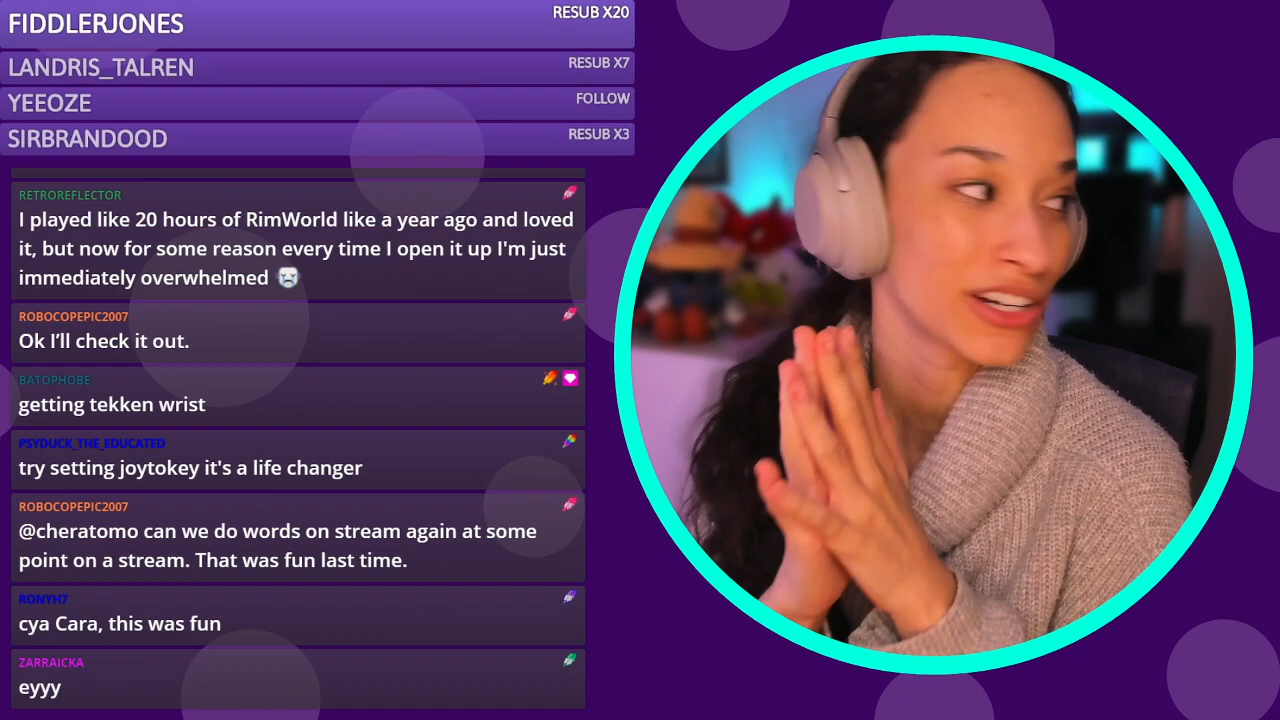 FIDDLERJONES RESUB X20
LANDRIS_TALREN RESUB X7
YEEOZE FOLLOW
SIRBRANDOOD RESUB X3
RETROREFLECTOR
I played like 20 hours of RimWorld like a year ago and loved
it, but now for some reason every time I open it up I'm just
immediately overwhelmed
ROBOCOPEPIC2007
Ok I’ll check it out.
BATOPHOBE
getting tekken wrist
PSYDUCK_THE_EDUCATED
try setting joytokey it's a life changer
ROBOCOPEPIC2007
@cheratomo can we do words on stream again at some
point on a stream. That was fun last time.
RONYH7
cya Cara, this was fun
ZARRAICKA
eyyy